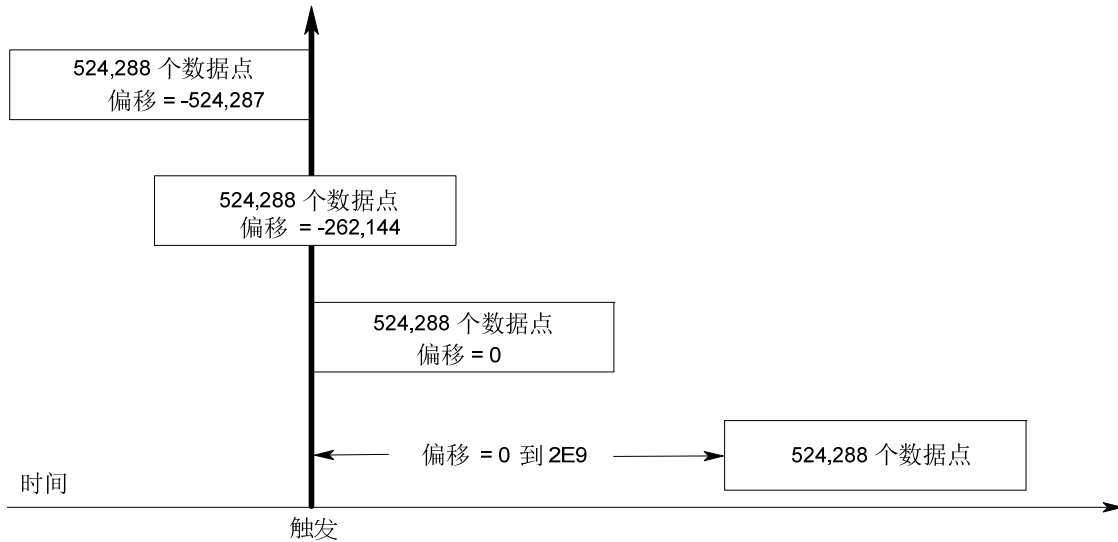 524,288 个数据点
偏移 = -524,287
524,288 个数据点
偏移 = -262,144
524,288 个数据点
偏移 = 0
偏移 = 0 到 2E9
524,288 个数据点
时间
触发